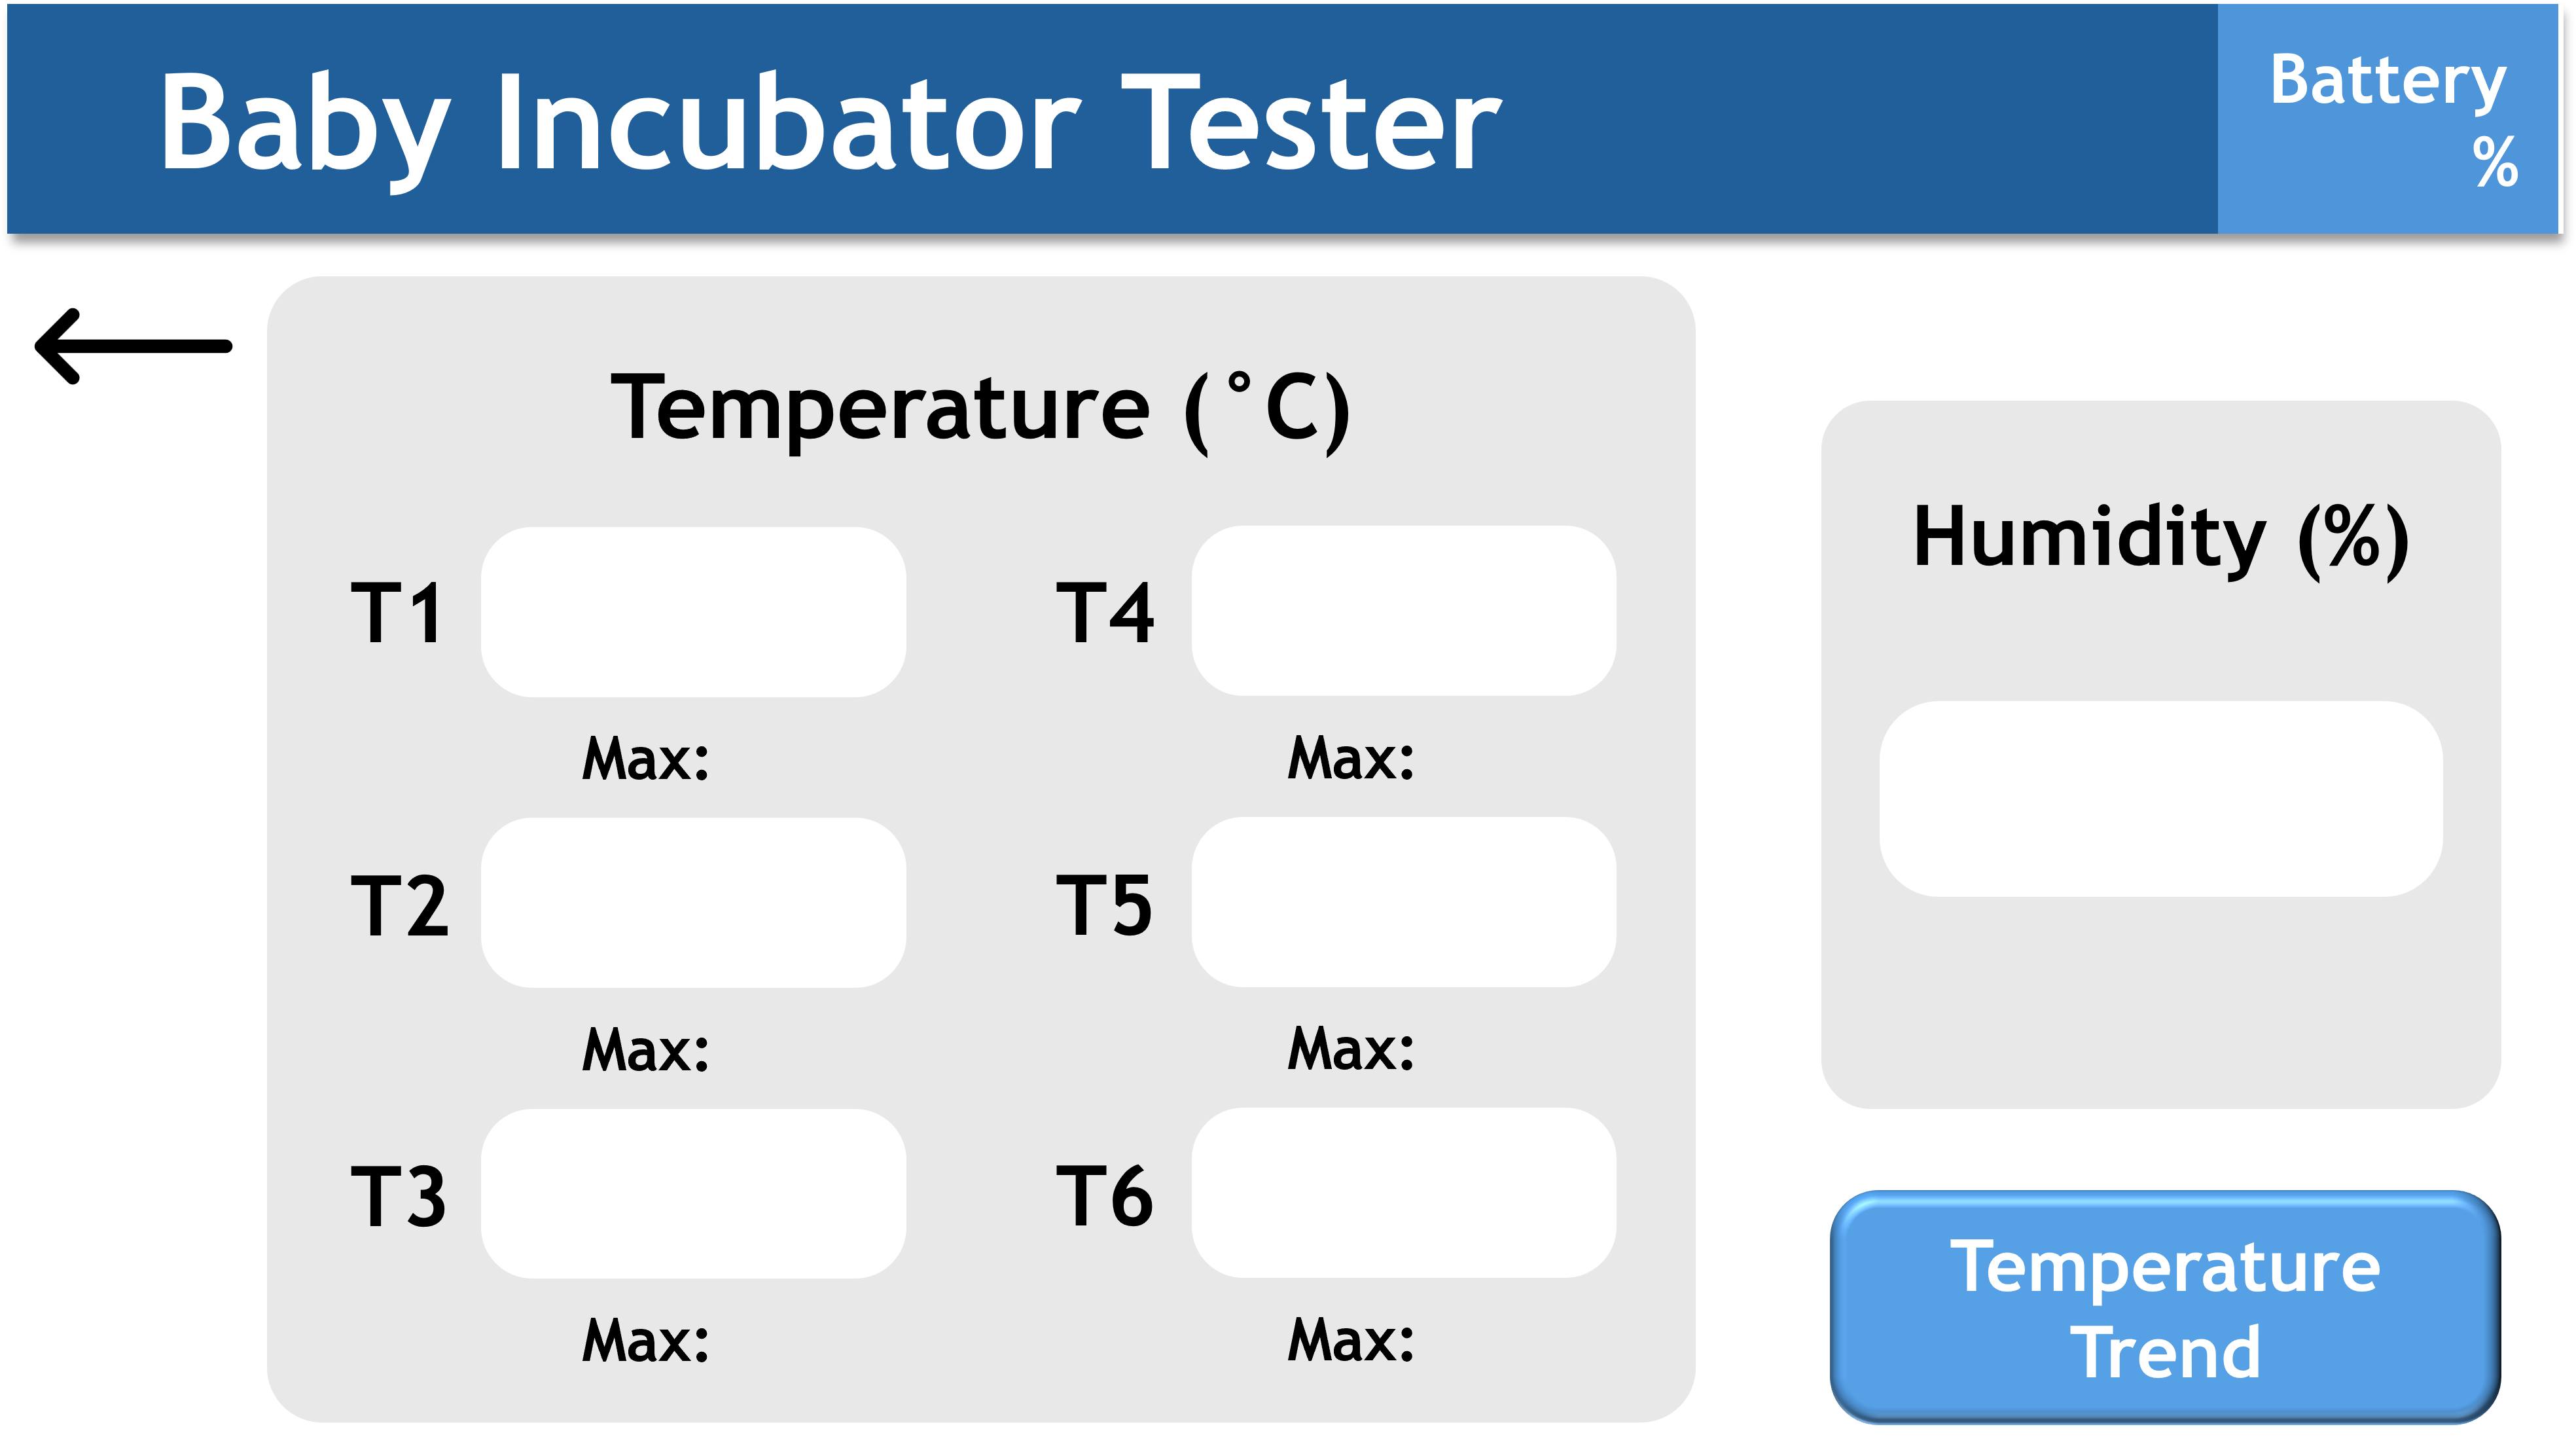 Baby Incubator Tester
Battery
%
Temperature (°C)
T1
Max:
T2
Max:
T3
Max:
T4
Max:
T5
Max:
T6
Max:
Humidity (%)
Temperature
Trend